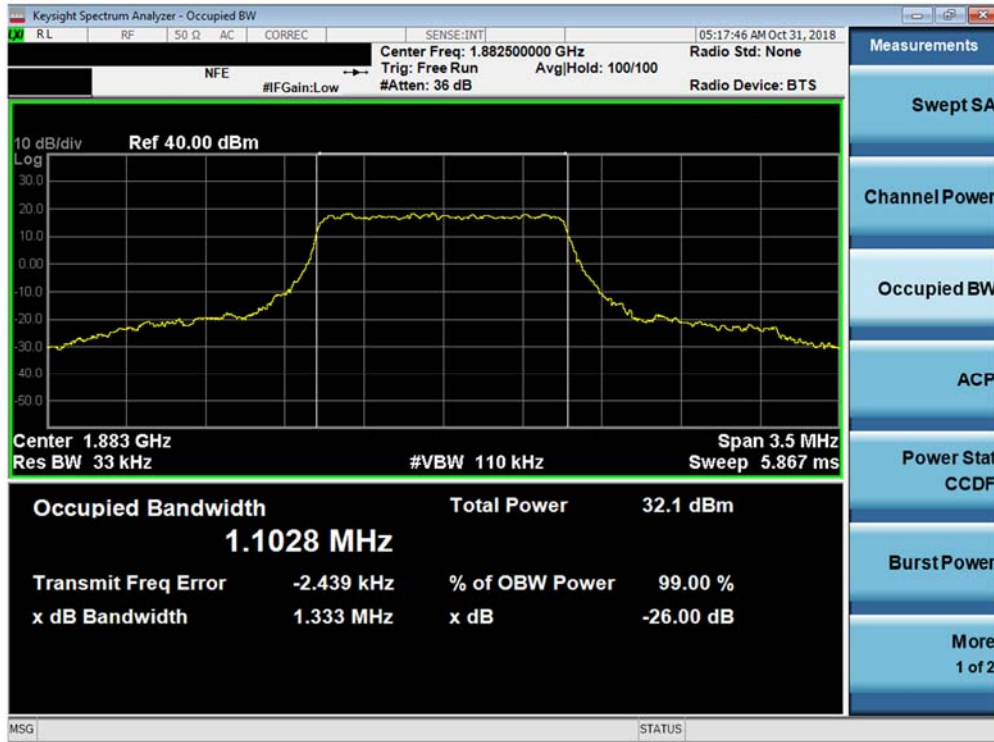 Keysight Spectrum Analyzer - Occupied BW
LXI RL RF 50 Ω AC CORREC SENSE:INT 05:17:46 AM Oct 31, 2018
Center Freq: 1.882500000 GHz Radio Std: None
NFE Trig: Free Run Avg|Hold: 100/100
#IFGain:Low #Atten: 36 dB Radio Device: BTS
10 dB/div Ref 40.00 dBm
Log
30.0
20.0
10.0
0.00
-10.0
-20.0
-30.0
-40.0
-50.0
Center 1.883 GHz Span 3.5 MHz
Res BW 33 kHz #VBW 110 kHz Sweep 5.867 ms
Occupied Bandwidth Total Power 32.1 dBm
1.1028 MHz
Transmit Freq Error -2.439 kHz % of OBW Power 99.00 %
x dB Bandwidth 1.333 MHz x dB -26.00 dB
MSG STATUS
Measurements
Swept SA
Channel Power
Occupied BW
ACP
Power Stat
CCDF
Burst Power
More
1 of 2